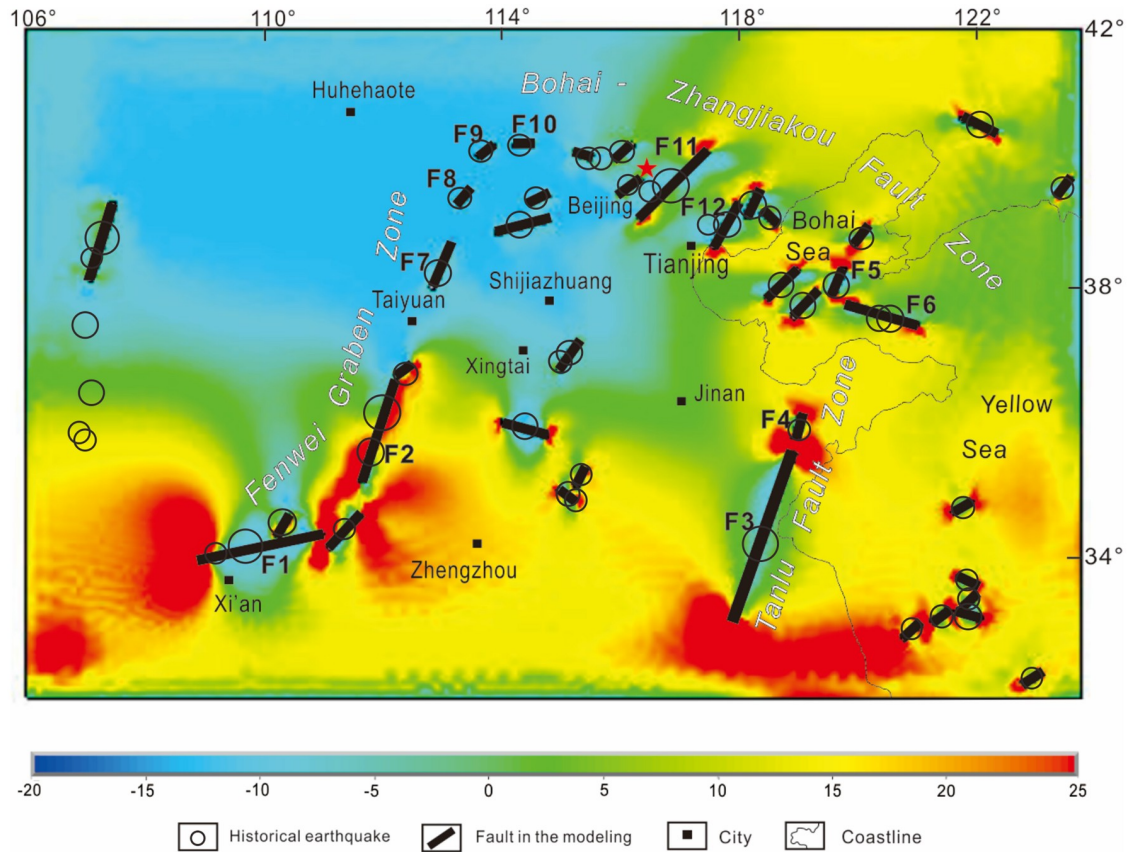 106°
110°
114°
118°
122°
42°
Bohai - Zhangjiakou
Huhehaote
F9
F10
F11
F8
Beijing
F12
Fault
Bohai
Sea
Zone
Zone
F7
Tianjing
Shijiazhuang
F5
38°
Taiyuan
F6
Graben
Xingtai
Jinan
Zone
Yellow
Sea
F4
F2
Fenwei
Fault
F3
F1
Zhengzhou
Xi'an
Tanlu
34°
-20 -15 -10 -5 0 5 10 15 20 25
Historical earthquake Fault in the modeling City Coastline